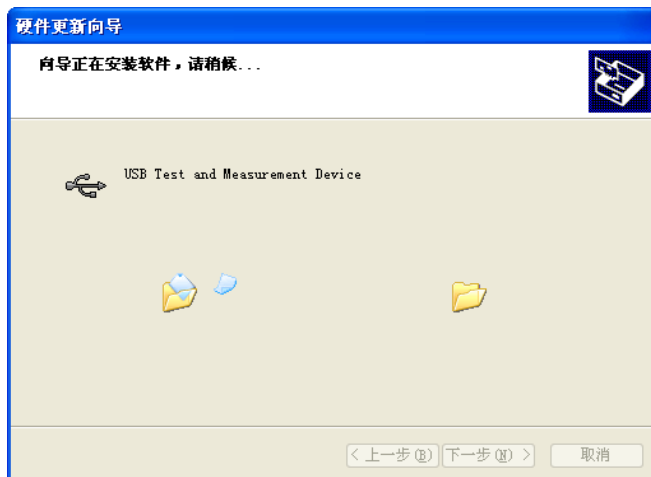 硬件更新向导
向导正在安装软件，请稍候...
USB Test and Measurement Device
< 上一步(B)
下一步(N) >
取消